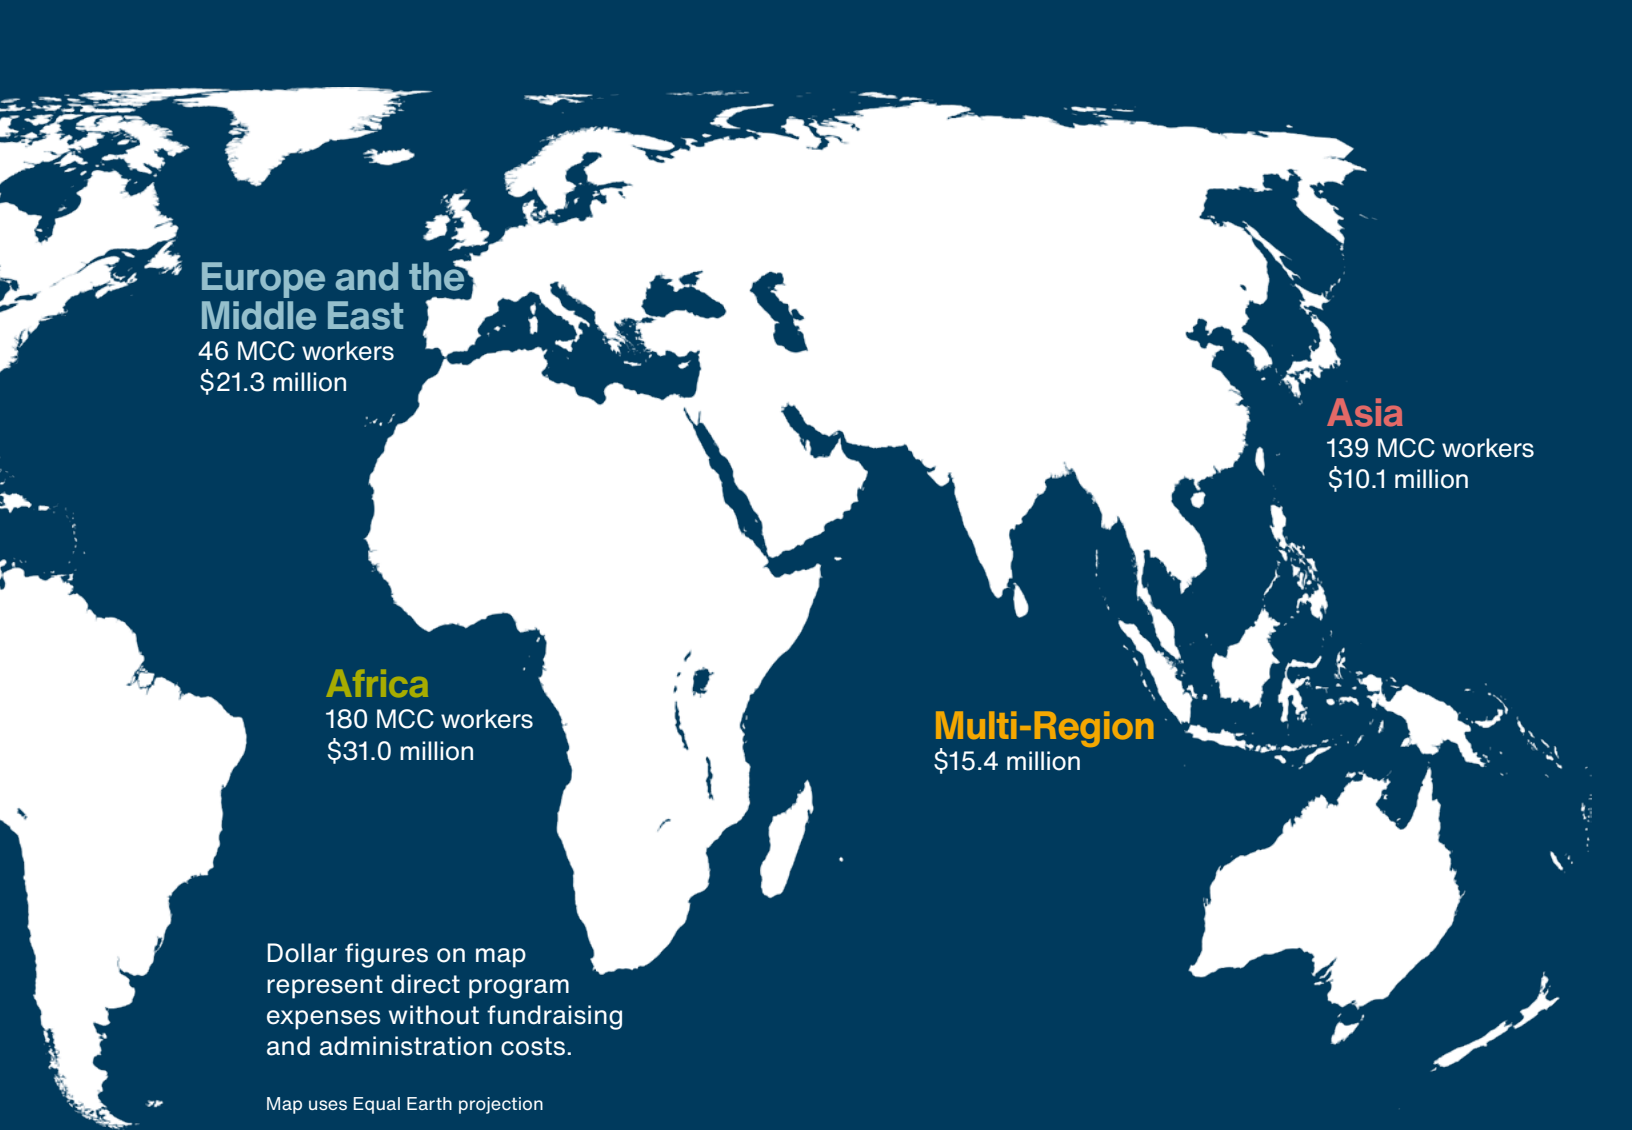 Europe and the
Middle East
46 MCC workers
$21.3 million
Asia
139 MCC workers
$10.1 million
Africa
180 MCC workers
$31.0 million
Multi-Region
$15.4 million
Dollar figures on map
represent direct program
expenses without fundraising
and administration costs.
Map uses Equal Earth projection